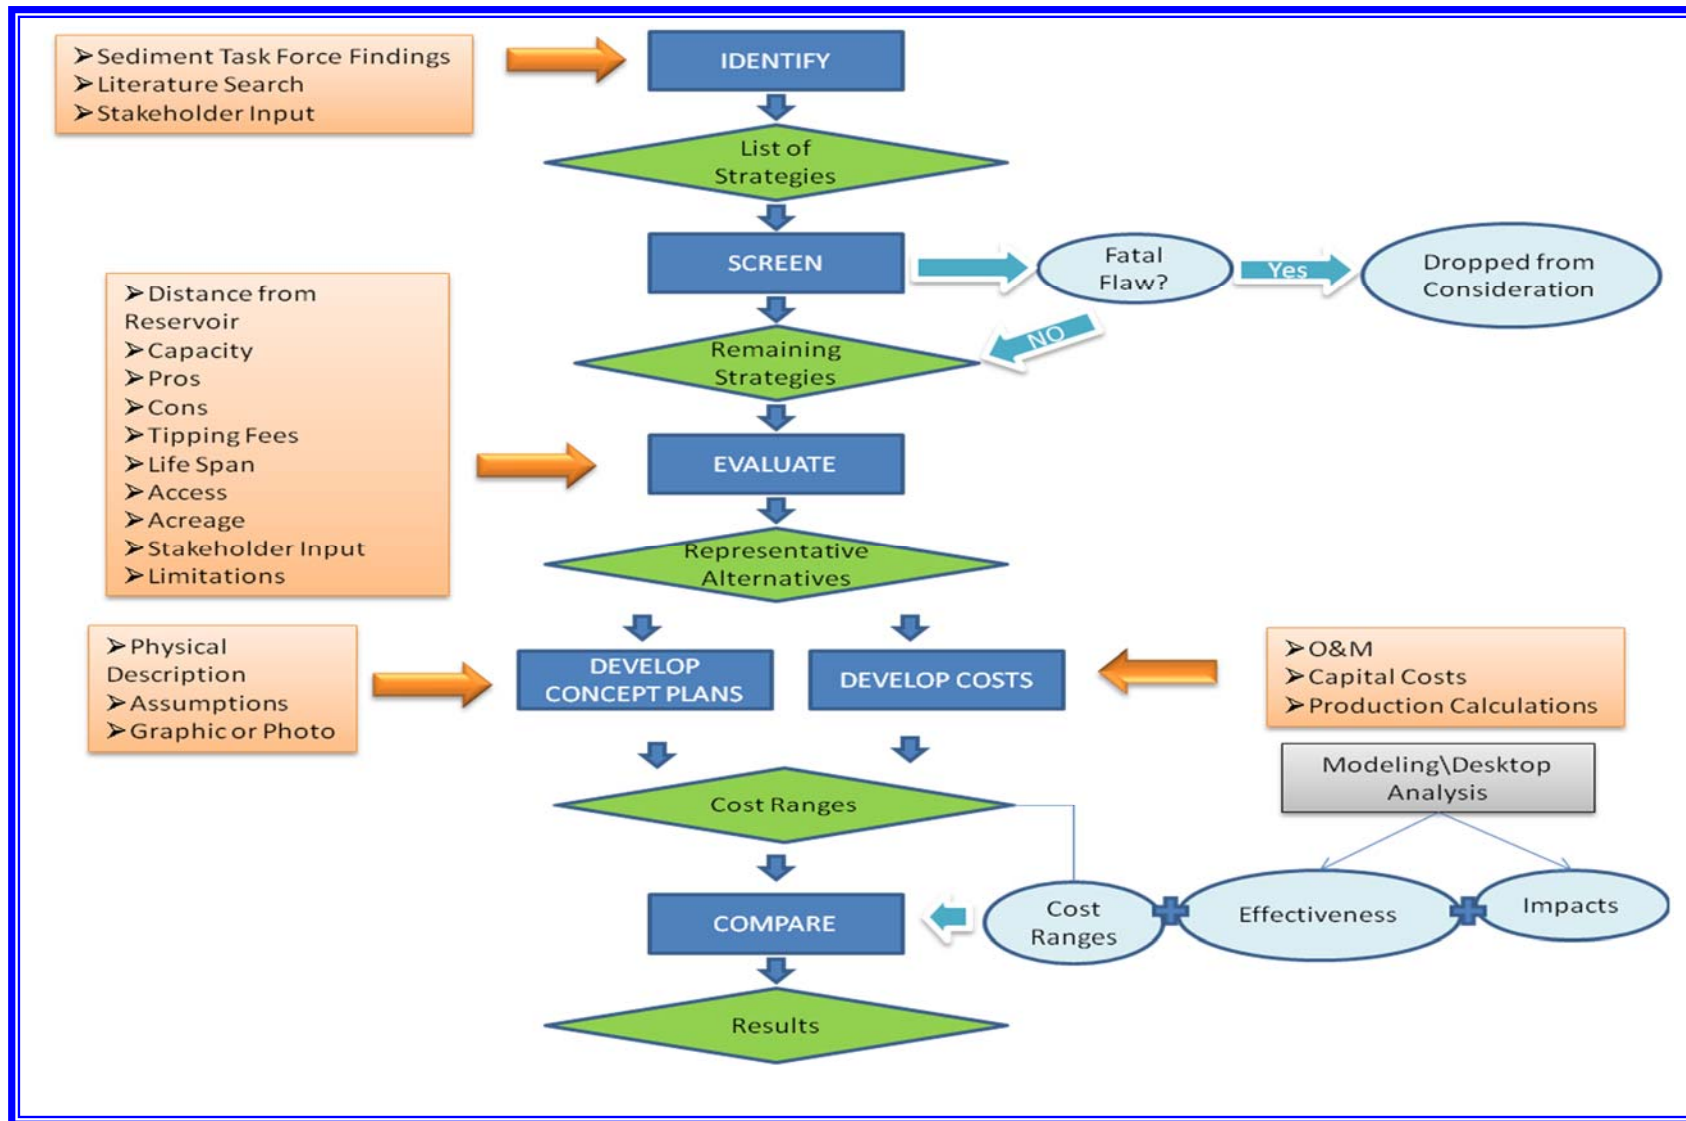 ➢Sediment Task Force Findings
➢Literature Search
➢Stakeholder Input
IDENTIFY
List of
Strategies
SCREEN
Fatal
Flaw?
Yes
Dropped from
Consideration
NO
Remaining
Strategies
➢Distance from
Reservoir
➢Capacity
➢Pros
➢Cons
➢Tipping Fees
➢Life Span
➢Access
➢Acreage
➢Stakeholder Input
➢Limitations
EVALUATE
Representative
Alternatives
➢Physical
Description
➢Assumptions
➢Graphic or Photo
DEVELOP
CONCEPT PLANS
DEVELOP COSTS
➢O&M
➢Capital Costs
➢Production Calculations
Modeling\Desktop
Analysis
Cost Ranges
COMPARE
Cost
Ranges
Effectiveness
Impacts
Results